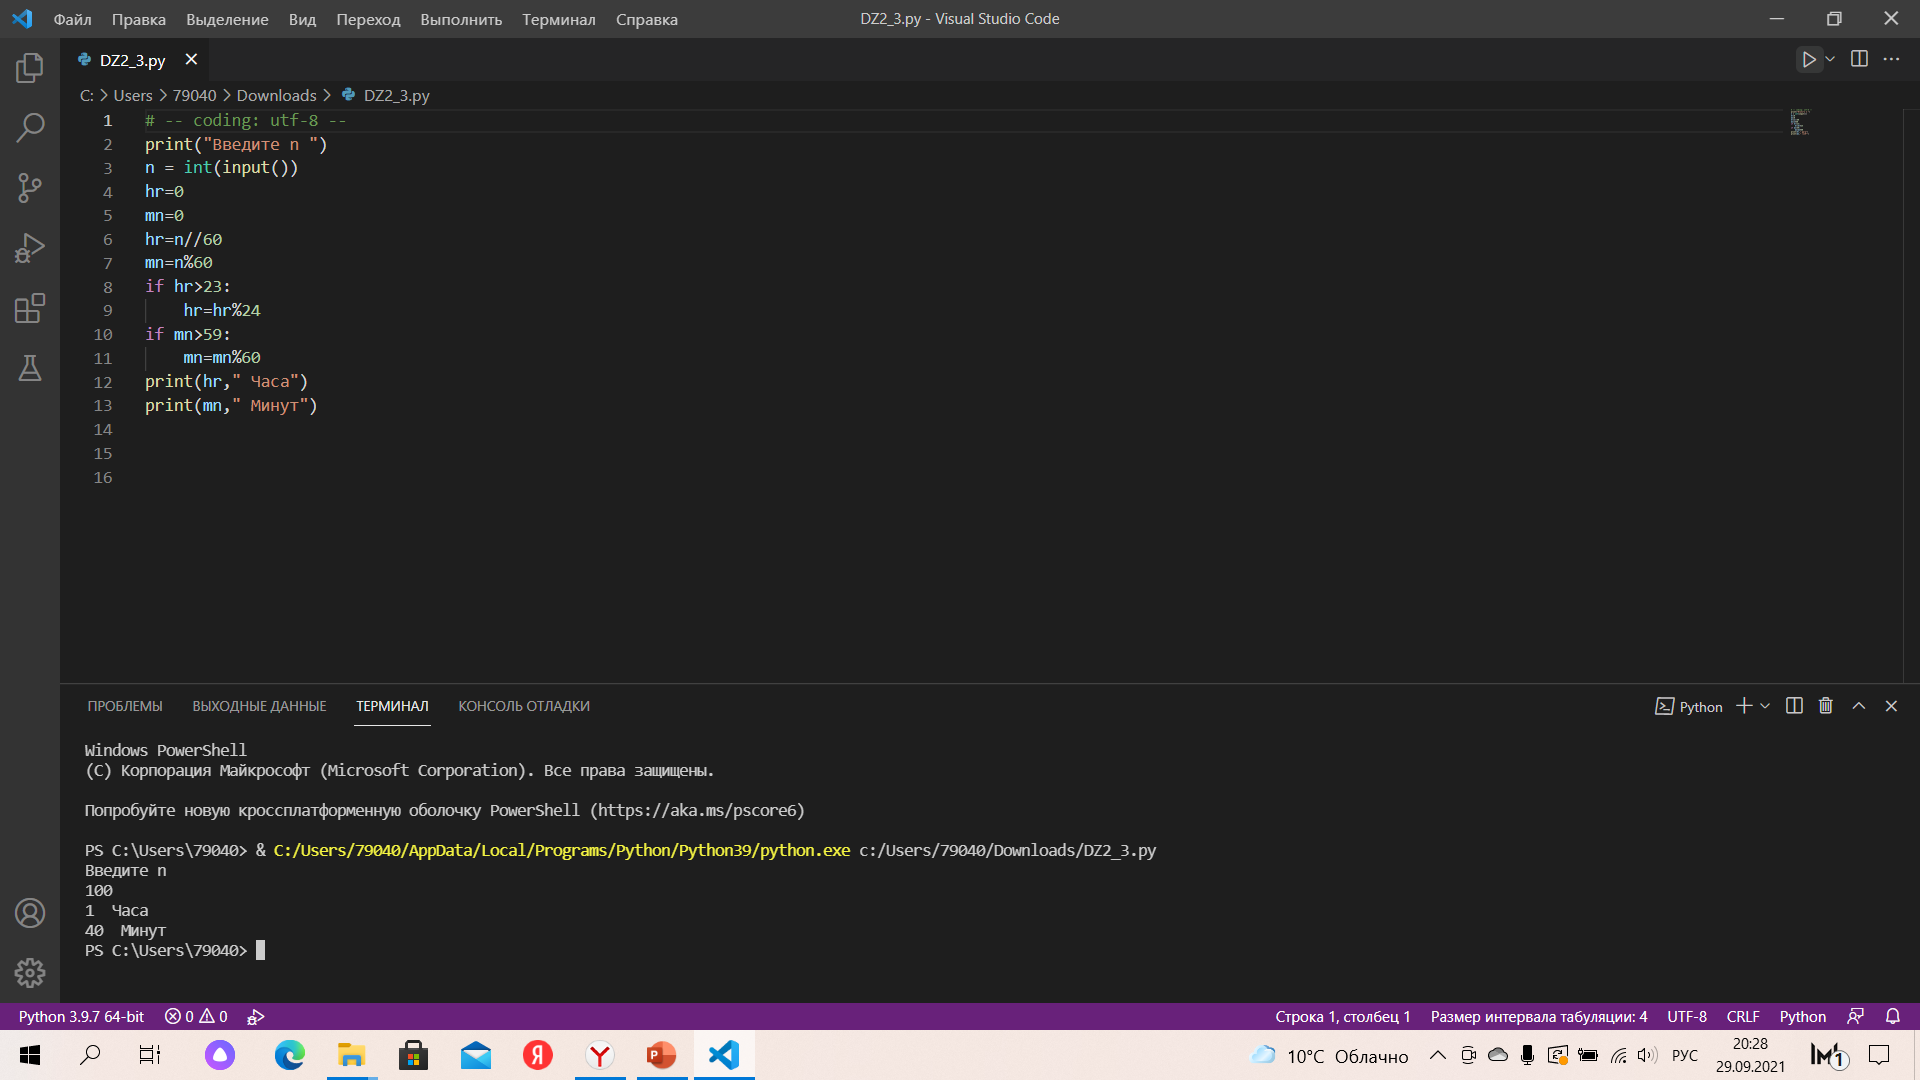 Файл Правка Выделение Вид Переход Выполнить Терминал Справка DZ2_3.py - Visual Studio Code
DZ2_3.py
C: > Users > 79040 > Downloads > DZ2_3.py
1 # -- coding: utf-8 --
2 print("Введите n ")
3 n = int(input())
4 hr=0
5 mn=0
6 hr=n//60
7 mn=n%60
8 if hr>23:
9     hr=hr%24
10 if mn>59:
11     mn=mn%60
12 print(hr," Часа")
13 print(mn," Минут")
14
15
16
ПРОБЛЕМЫ ВЫХОДНЫЕ ДАННЫЕ ТЕРМИНАЛ КОНСОЛЬ ОТЛАДКИ Python
Windows PowerShell
(C) Корпорация Майкрософт (Microsoft Corporation). Все права защищены.
Попробуйте новую кроссплатформенную оболочку PowerShell (https://aka.ms/pscore6)
PS C:\Users\79040> & C:/Users/79040/AppData/Local/Programs/Python/Python39/python.exe c:/Users/79040/Downloads/DZ2_3.py
Введите n
100
1  Часа
40  Минут
PS C:\Users\79040>
Python 3.9.7 64-bit 0 0 Строка 1, столбец 1 Размер интервала табуляции: 4 UTF-8 CRLF Python
10°C Облачно РУС 20:28
29.09.2021 1